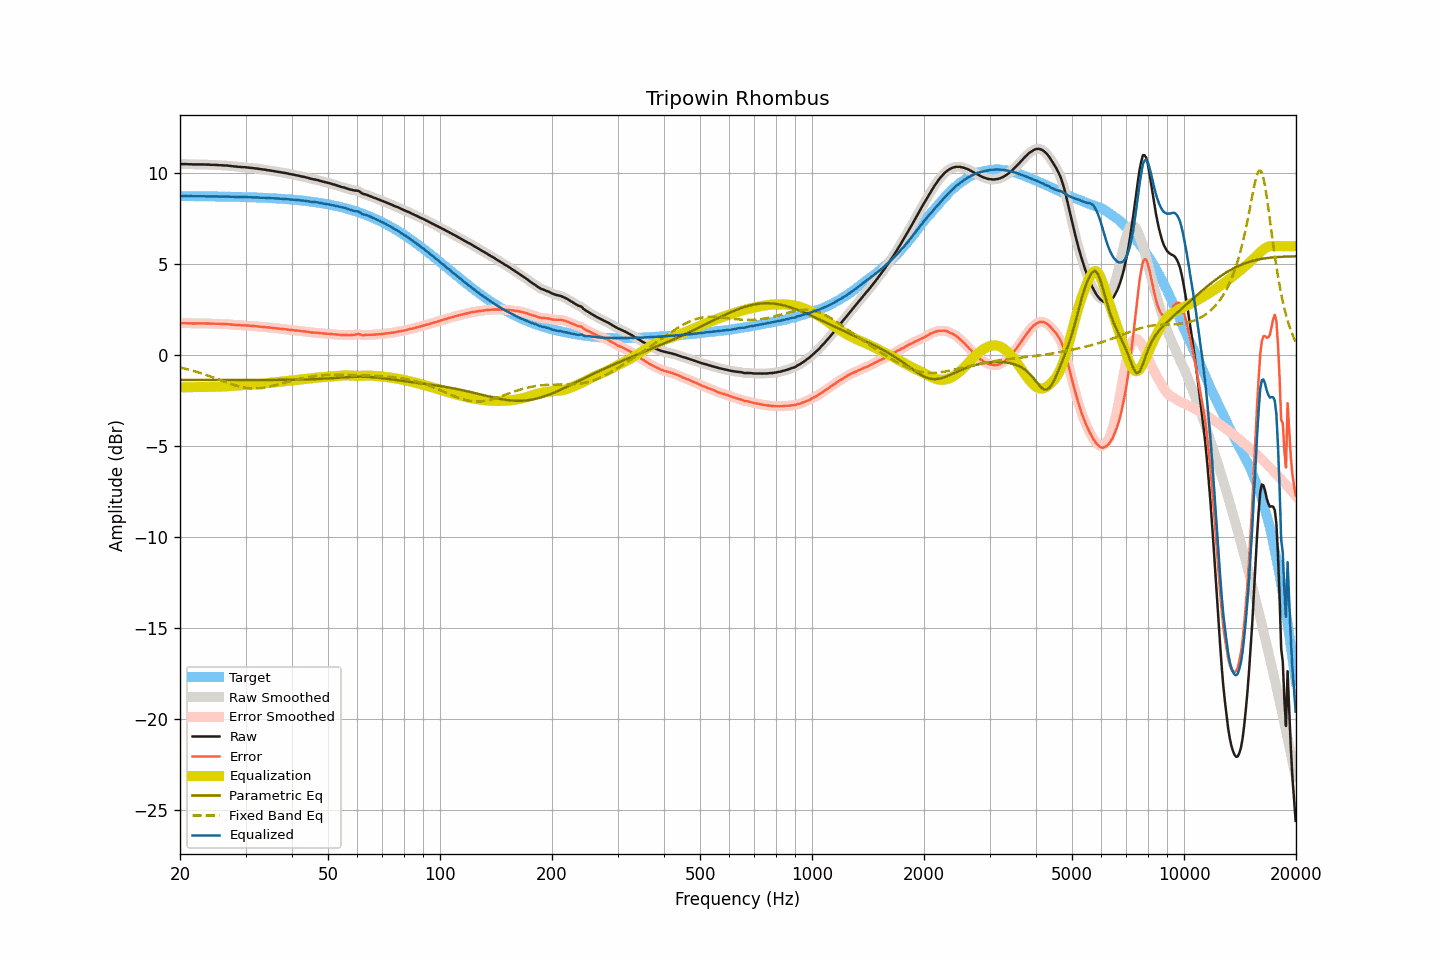 Tripowin Rhombus
Amplitude (dBr)
10
5
0
−5
−10
−15
−20
−25
Target
Raw Smoothed
Error Smoothed
Raw
Error
Equalization
Parametric Eq
Fixed Band Eq
Equalized
20 50 100 200 500 1000 2000 5000 10000 20000
Frequency (Hz)